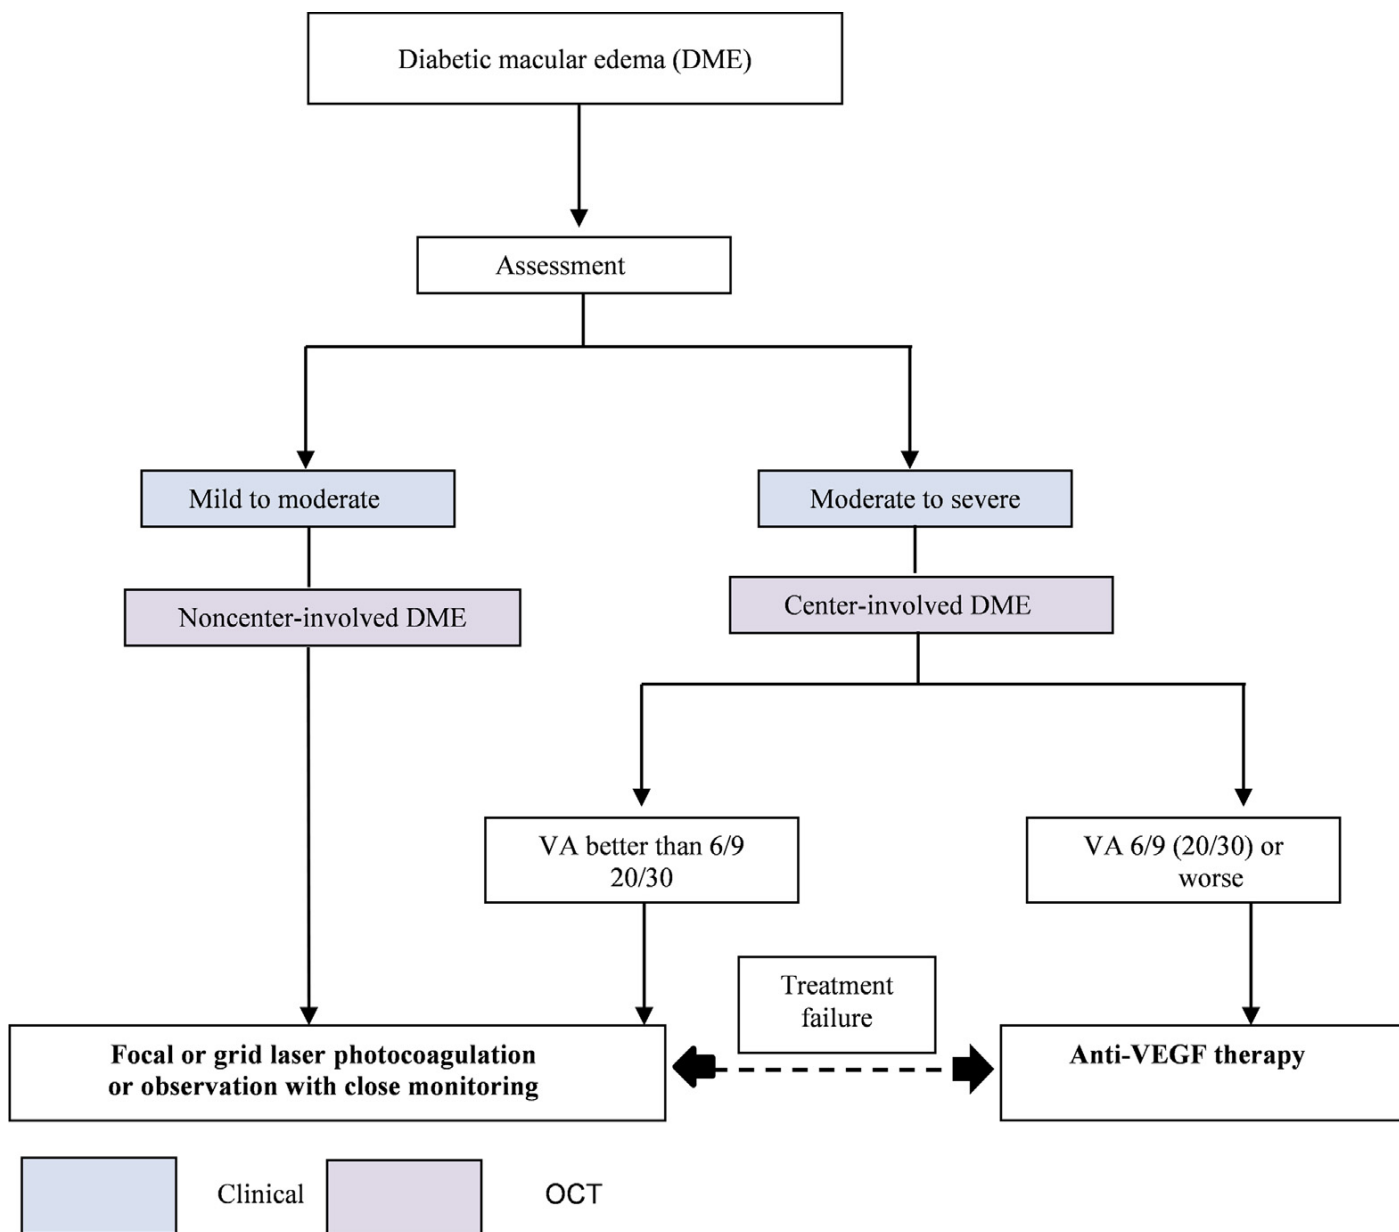 Diabetic macular edema (DME)
Assessment
Mild to moderate
Moderate to severe
Noncenter-involved DME
Center-involved DME
VA better than 6/9
20/30
VA 6/9 (20/30) or
worse
Treatment
failure
Focal or grid laser photocoagulation
or observation with close monitoring
Anti-VEGF therapy
Clinical
OCT